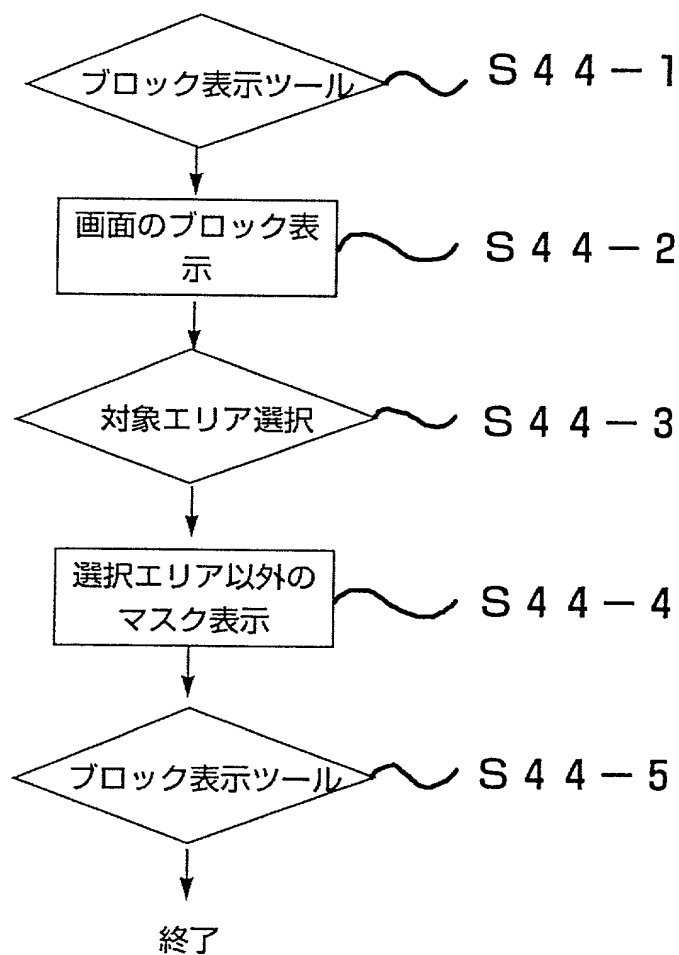 ブロック表示ツール
S44-1
画面のブロック表
示
S44-2
対象エリア選択
S44-3
選択エリア以外の
マスク表示
S44-4
ブロック表示ツール
S44-5
終了